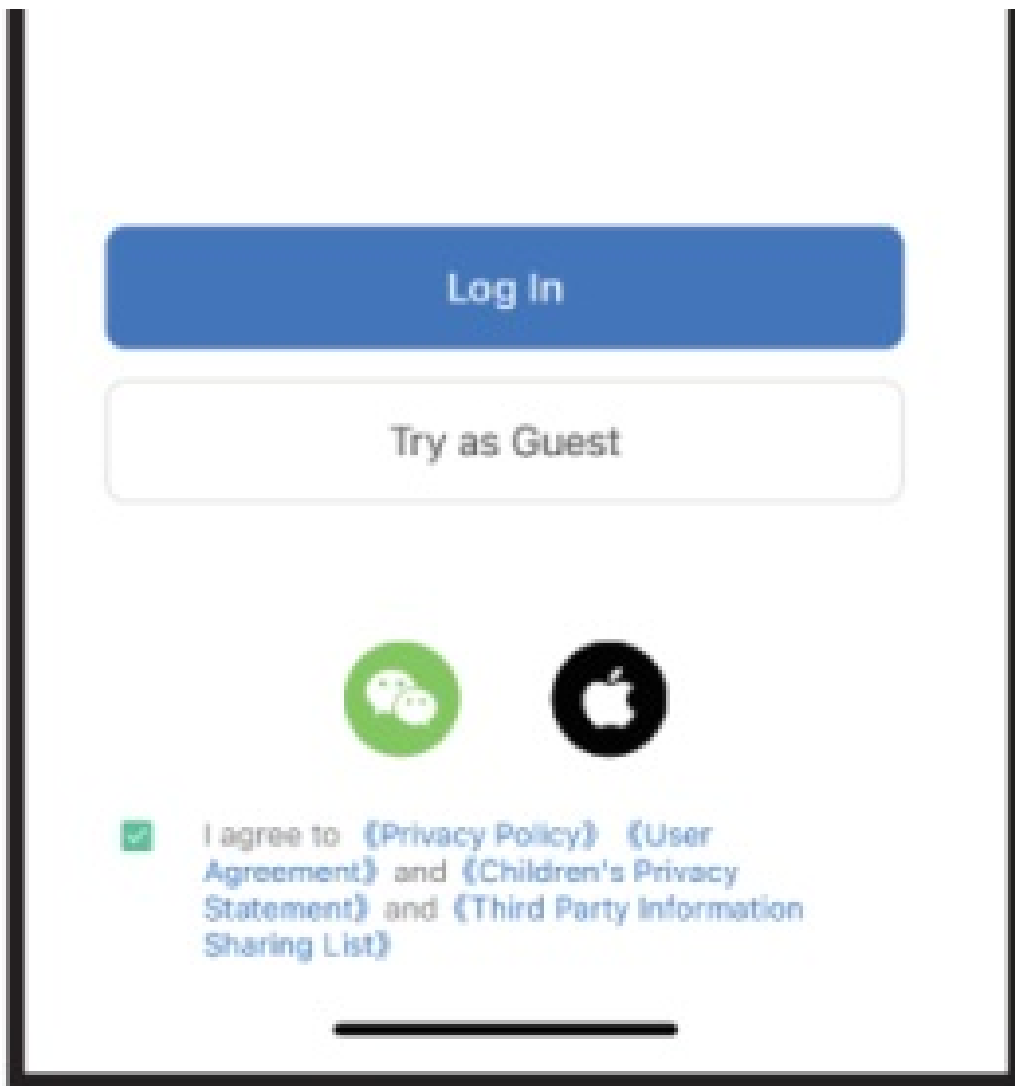 Log In
Try as Guest
I agree to 《Privacy Policy》 《User
Agreement》 and 《Children's Privacy
Statement》 and 《Third Party Information
Sharing List》